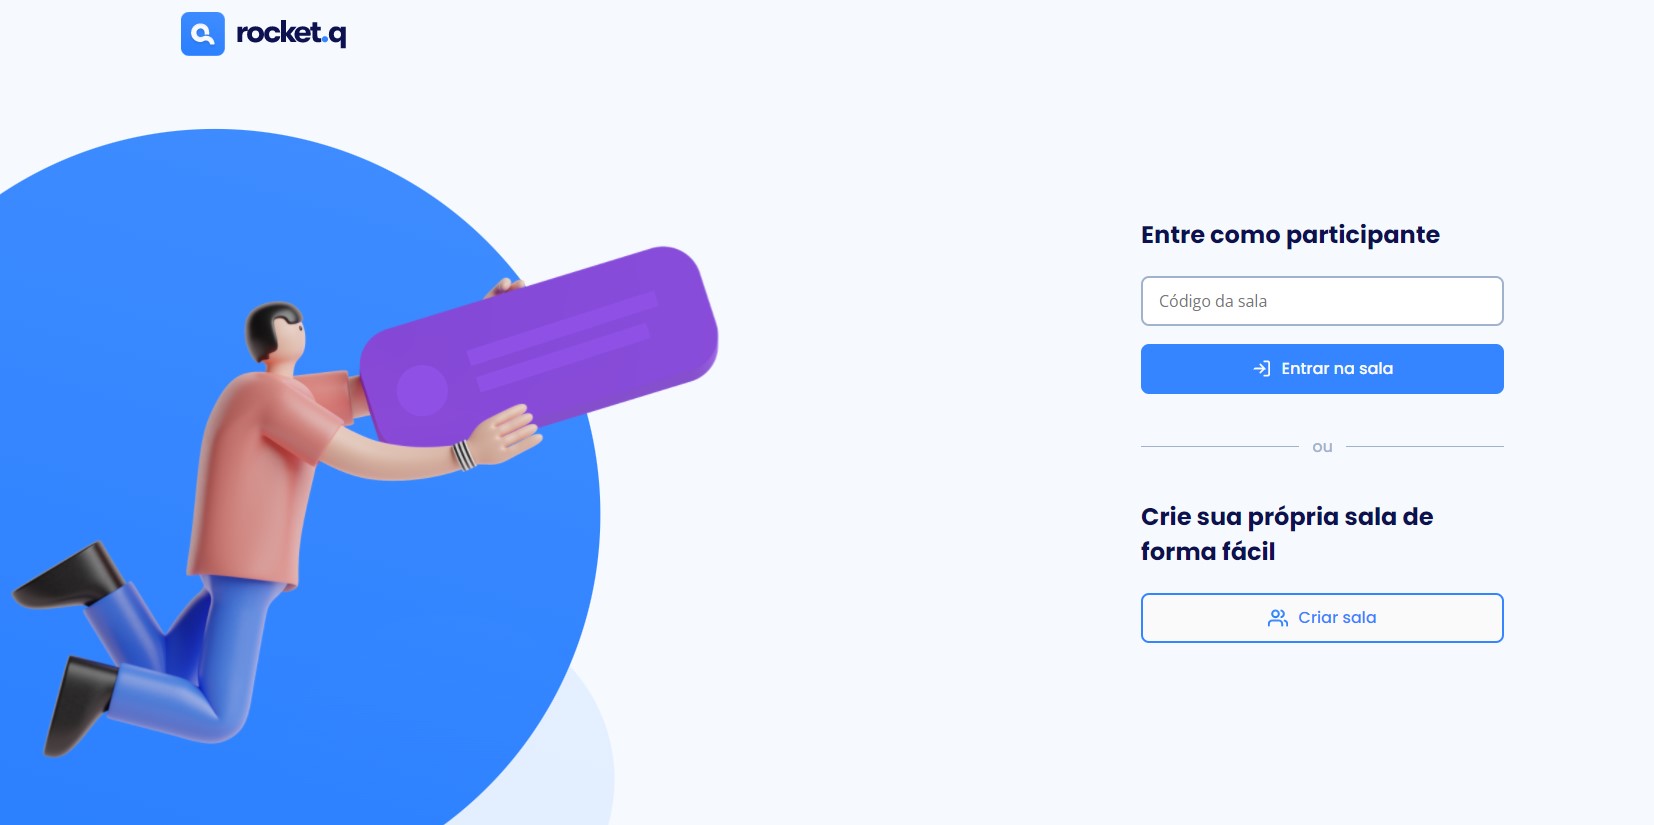 rocket.q
Entre como participante
Código da sala
Entrar na sala
ou
Crie sua própria sala de
forma fácil
Criar sala